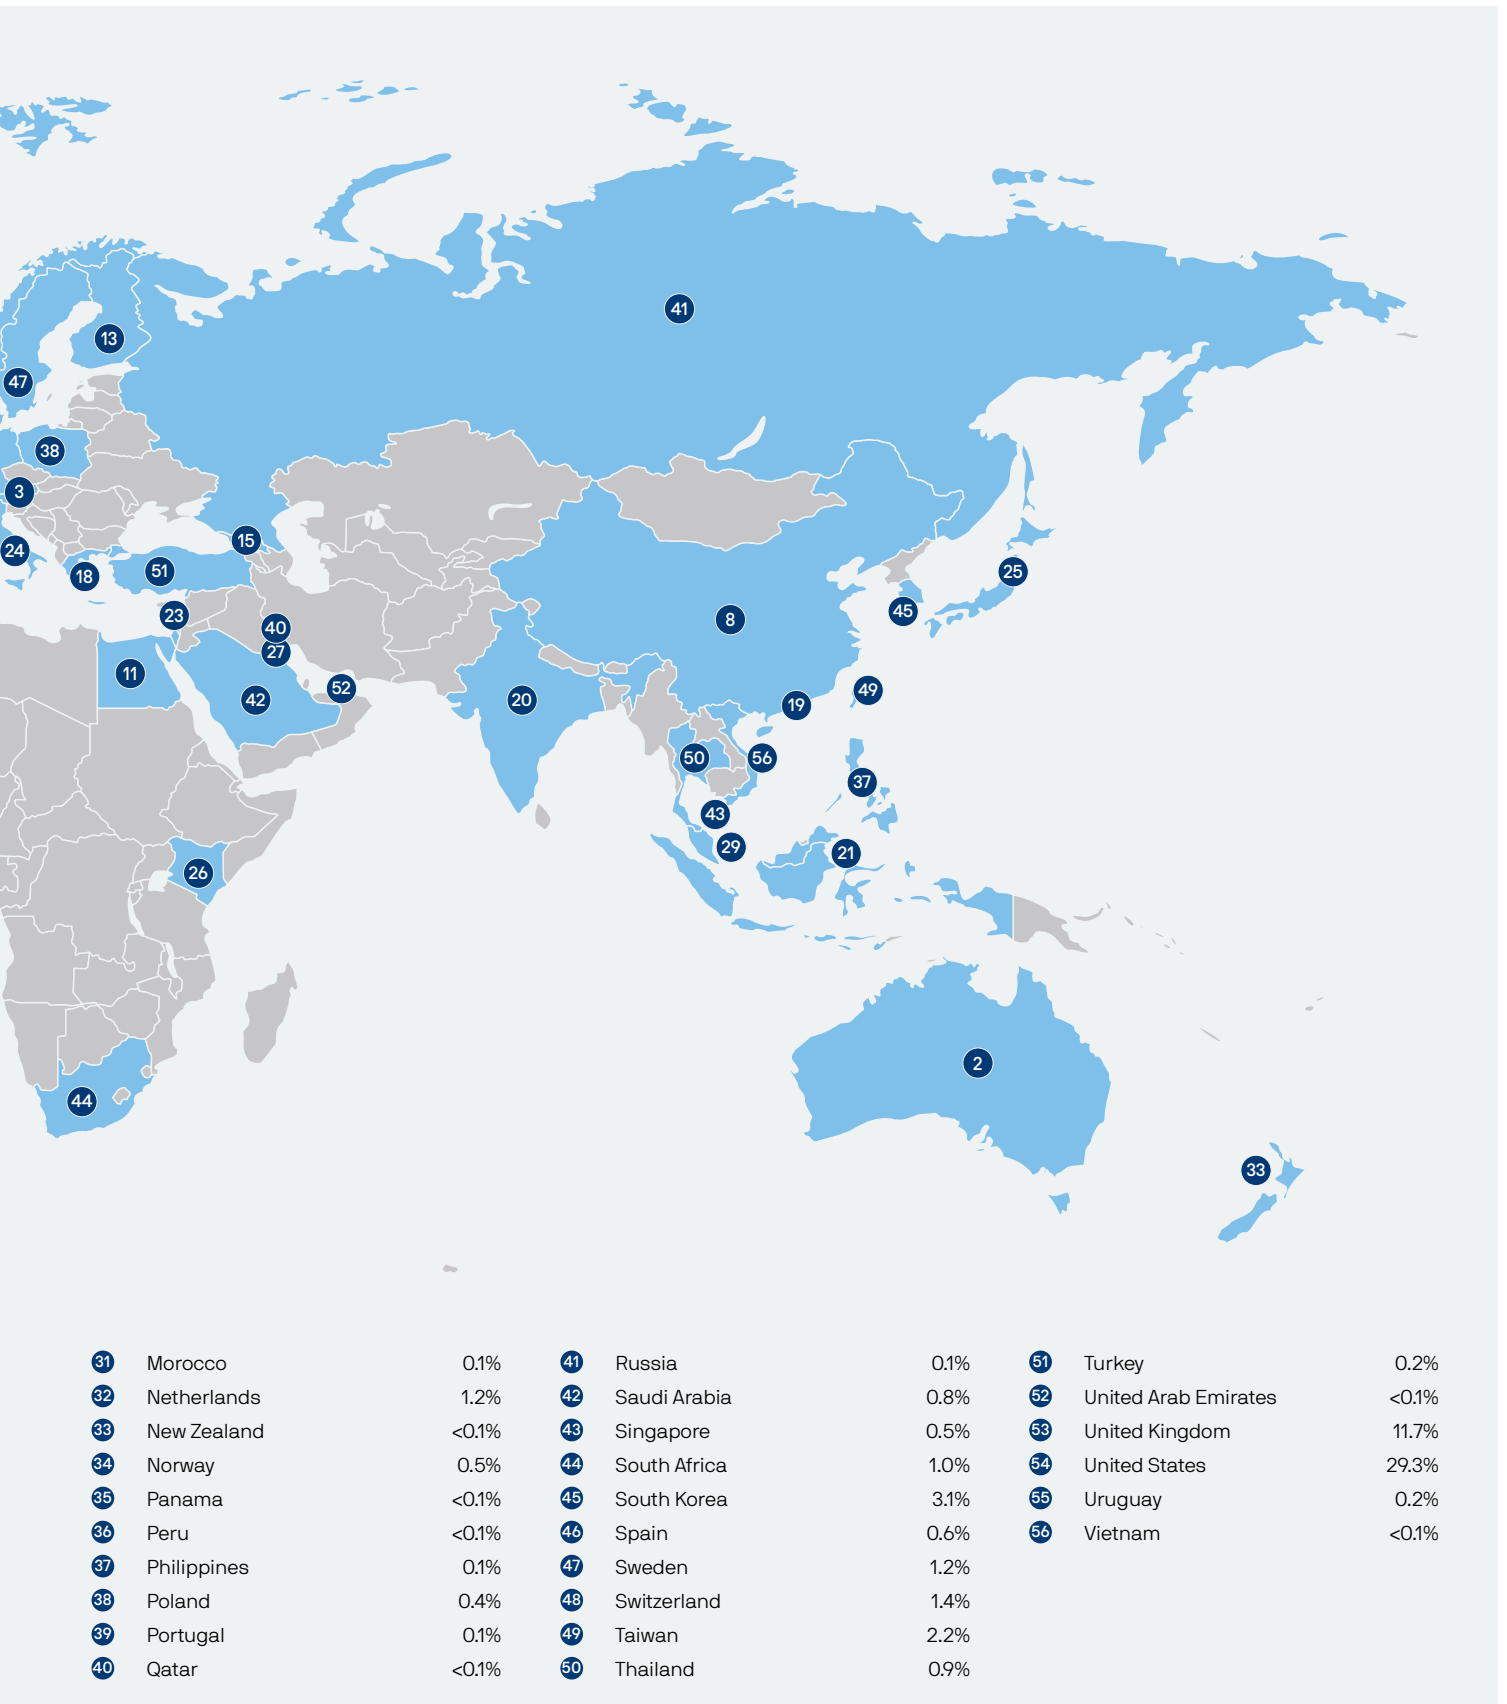 41
13
47
38
3
15
24
51
18
25
23
45
8
40
27
11
52
42
20
49
19
50
56
37
43
29
21
26
2
44
33
31 Morocco 0.1%
32 Netherlands 1.2%
33 New Zealand <0.1%
34 Norway 0.5%
35 Panama <0.1%
36 Peru <0.1%
37 Philippines 0.1%
38 Poland 0.4%
39 Portugal 0.1%
40 Qatar <0.1%
41 Russia 0.1%
42 Saudi Arabia 0.8%
43 Singapore 0.5%
44 South Africa 1.0%
45 South Korea 3.1%
46 Spain 0.6%
47 Sweden 1.2%
48 Switzerland 1.4%
49 Taiwan 2.2%
50 Thailand 0.9%
51 Turkey 0.2%
52 United Arab Emirates <0.1%
53 United Kingdom 11.7%
54 United States 29.3%
55 Uruguay 0.2%
56 Vietnam <0.1%